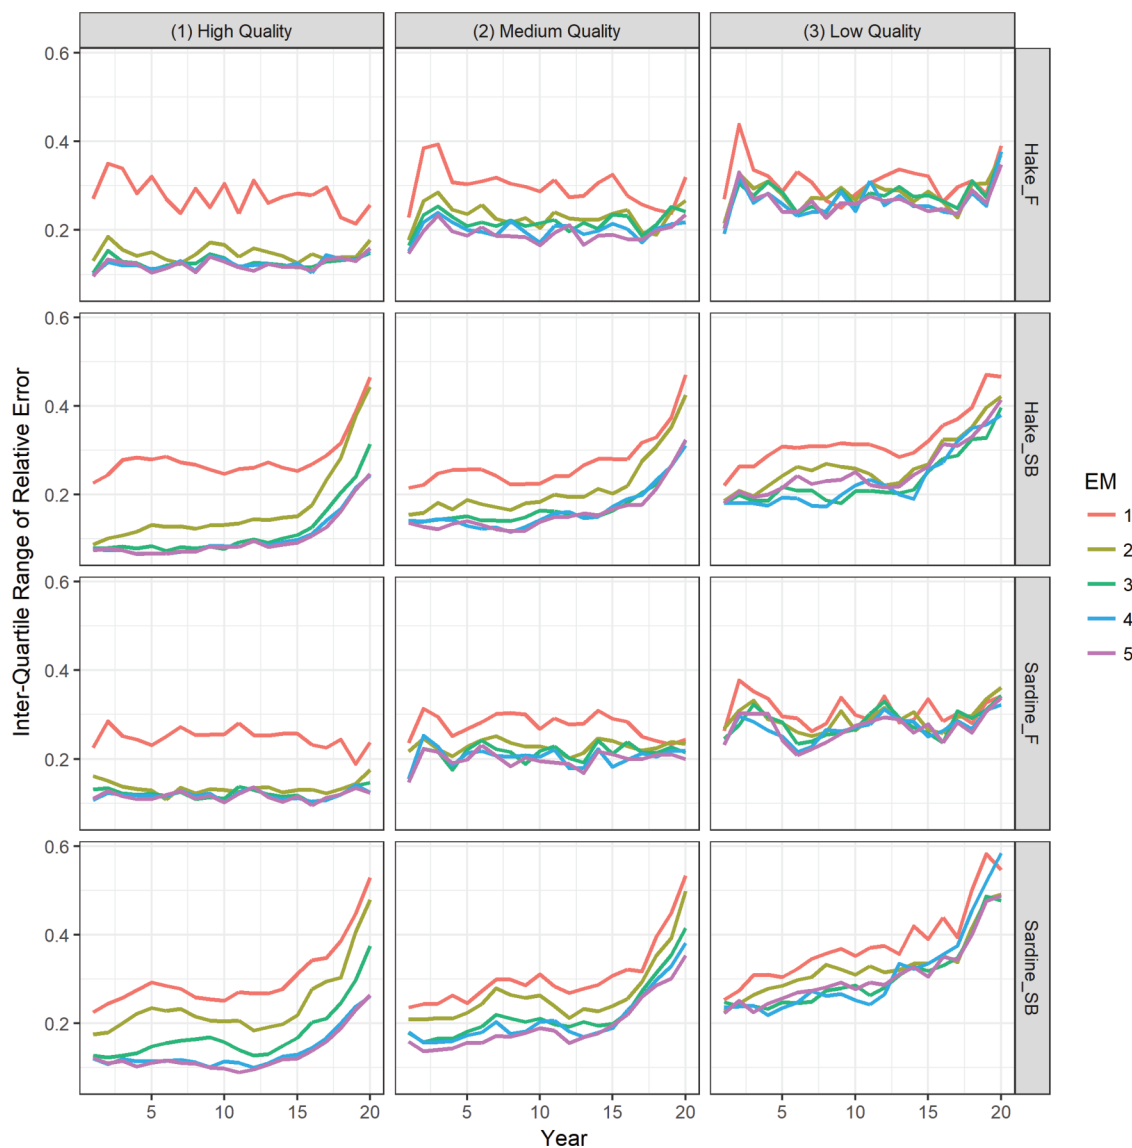 (1) High Quality
(2) Medium Quality
(3) Low Quality
0.6
0.4
0.2
Hake_F
0.6
0.4
0.2
Hake_SB
0.6
0.4
0.2
Sardine_F
0.6
0.4
0.2
Sardine_SB
Inter-Quartile Range of Relative Error
5 10 15 20
5 10 15 20
5 10 15 20
Year
EM
1
2
3
4
5